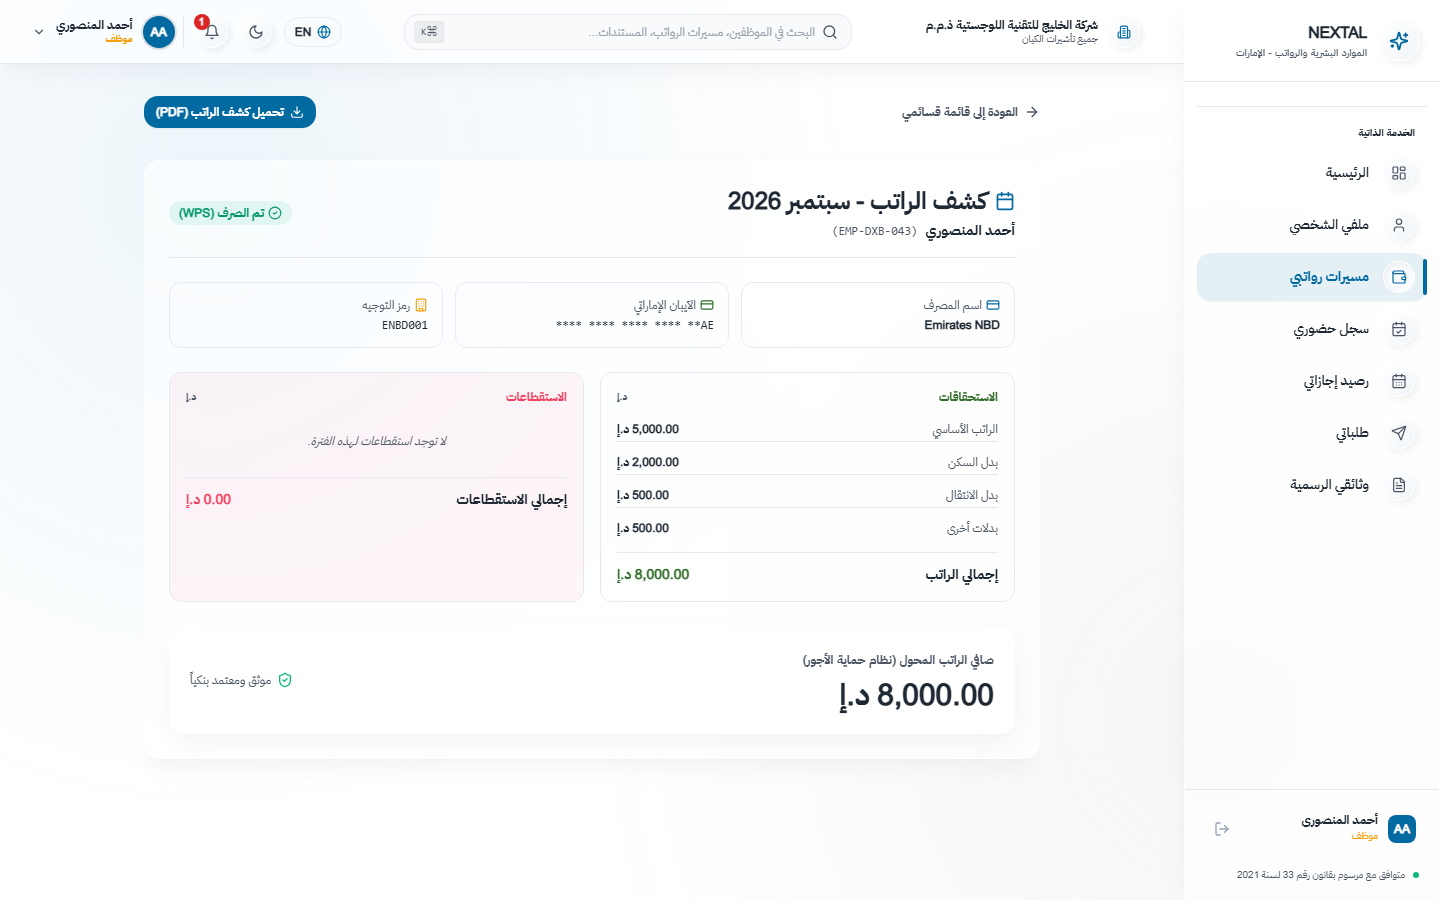 NEXTAL
الموارد البشرية والرواتب - الإمارات
شركة الخليج للتقنية اللوجستية ذ.م.م
جميع تأشيرات الكيان
البحث في الموظفين، مسيرات الرواتب، المستندات...
⌘K
EN
1
AA
أحمد المنصوري
موظف
الخدمة الذاتية
الرئيسية
ملفي الشخصي
مسيرات رواتبي
سجل حضوري
رصيد إجازاتي
طلباتي
وثائقي الرسمية
AA
أحمد المنصوري
موظف
متوافق مع مرسوم بقانون رقم 33 لسنة 2021
العودة إلى قائمة قسائمي
تحميل كشف الراتب (PDF)
كشف الراتب - سبتمبر 2026
أحمد المنصوري (EMP-DXB-043)
تم الصرف (WPS)
اسم المصرف
Emirates NBD
الآيبان الإماراتي
**** **** **** **** **AE
رمز التوجيه
ENBD001
الاستحقاقات د.إ
الراتب الأساسي 5,000.00 د.إ
بدل السكن 2,000.00 د.إ
بدل الانتقال 500.00 د.إ
بدلات أخرى 500.00 د.إ
إجمالي الراتب 8,000.00 د.إ
الاستقطاعات د.إ
لا توجد استقطاعات لهذه الفترة.
إجمالي الاستقطاعات 0.00 د.إ
صافي الراتب المحول (نظام حماية الأجور)
8,000.00 د.إ
موثق ومعتمد بنكياً